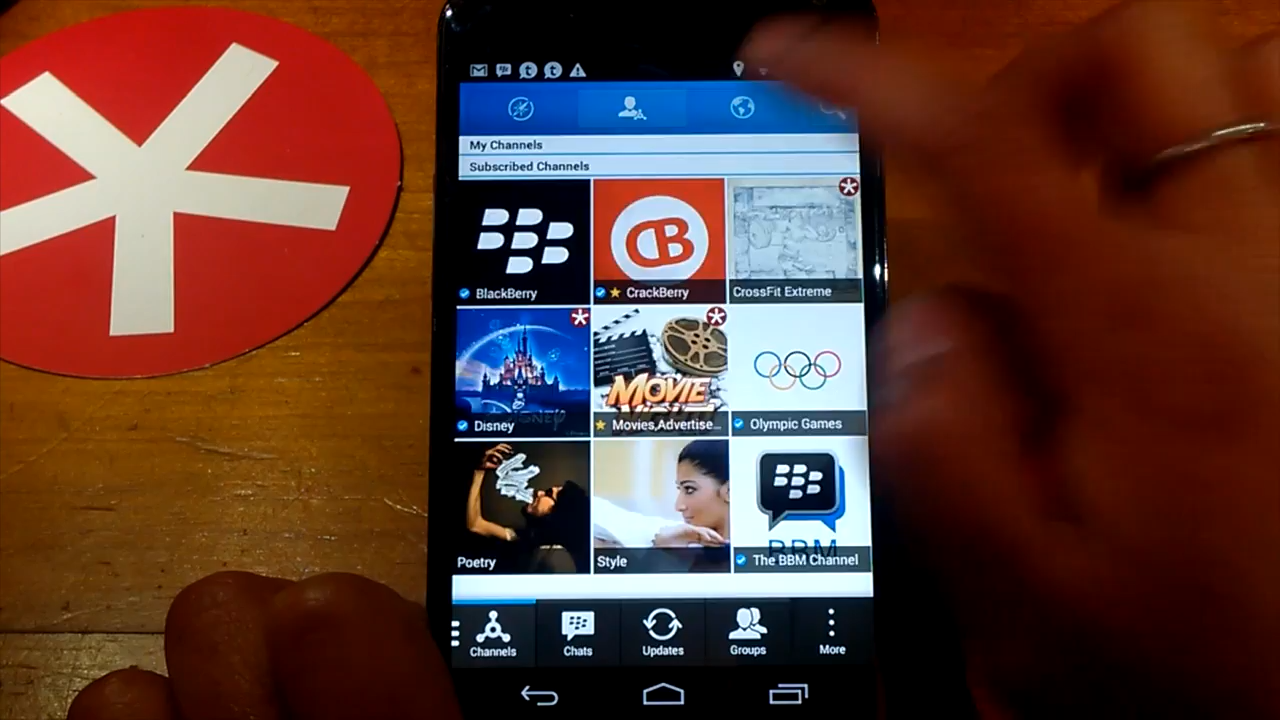 My Channels
Subscribed Channels
BlackBerry
CrackBerry
CrossFit Extreme
MOVIE
Disney
Movies,Advertise...
Olympic Games
BBM
Poetry
Style
The BBM Channel
Channels
Chats
Updates
Groups
More